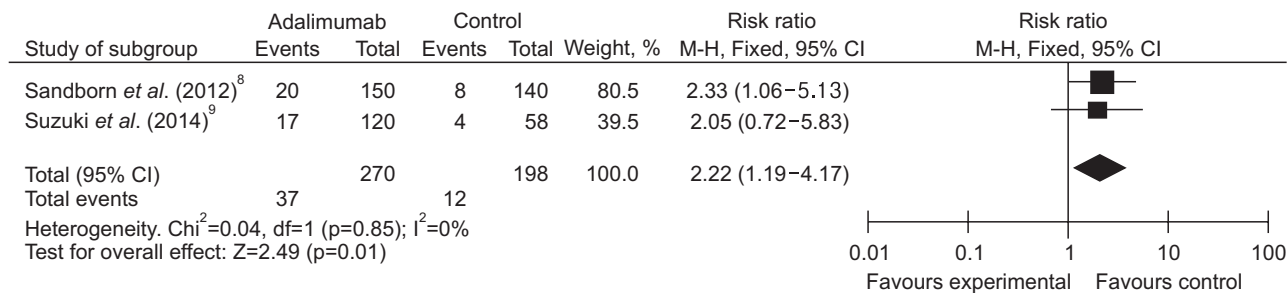 Adalimumab Control Risk ratio Risk ratio
Study of subgroup Events Total Events Total Weight, % M-H, Fixed, 95% CI M-H, Fixed, 95% CI
Sandborn et al. (2012)8 20 150 8 140 80.5 2.33 (1.06−5.13)
Suzuki et al. (2014)9 17 120 4 58 39.5 2.05 (0.72−5.83)
Total (95% CI) 270 198 100.0 2.22 (1.19−4.17)
Total events 37 12
Heterogeneity. Chi2=0.04, df=1 (p=0.85); I2=0%
Test for overall effect: Z=2.49 (p=0.01)
0.01 0.1 1 10 100
Favours experimental Favours control